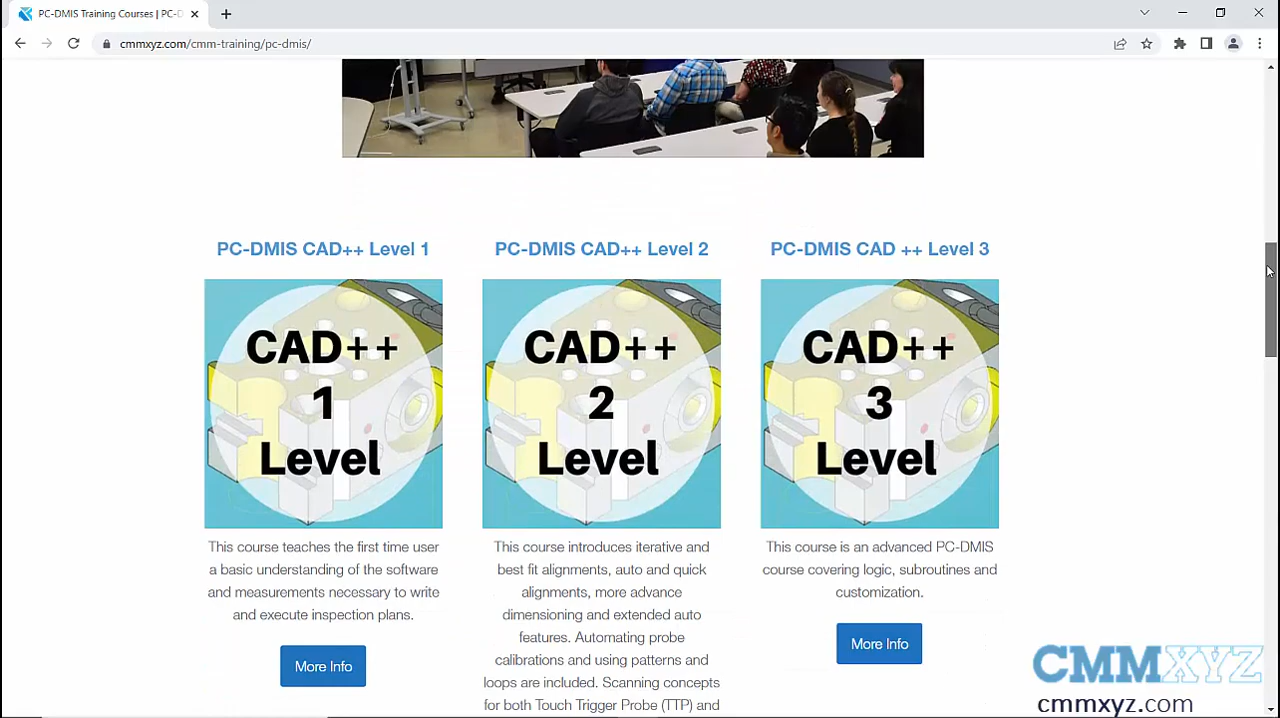 PC-DMIS Training Courses | PC-D
cmmxyz.com/cmm-training/pc-dmis/
PC-DMIS CAD++ Level 1
CAD++
1
Level
This course teaches the first time user
a basic understanding of the software
and measurements necessary to write
and execute inspection plans.
More Info
PC-DMIS CAD++ Level 2
CAD++
2
Level
This course introduces iterative and
best fit alignments, auto and quick
alignments, more advance
dimensioning and extended auto
features. Automating probe
calibrations and using patterns and
loops are included. Scanning concepts
for both Touch Trigger Probe (TTP) and
PC-DMIS CAD ++ Level 3
CAD++
3
Level
This course is an advanced PC-DMIS
course covering logic, subroutines and
customization.
More Info
CMMXYZ
cmmxyz.com